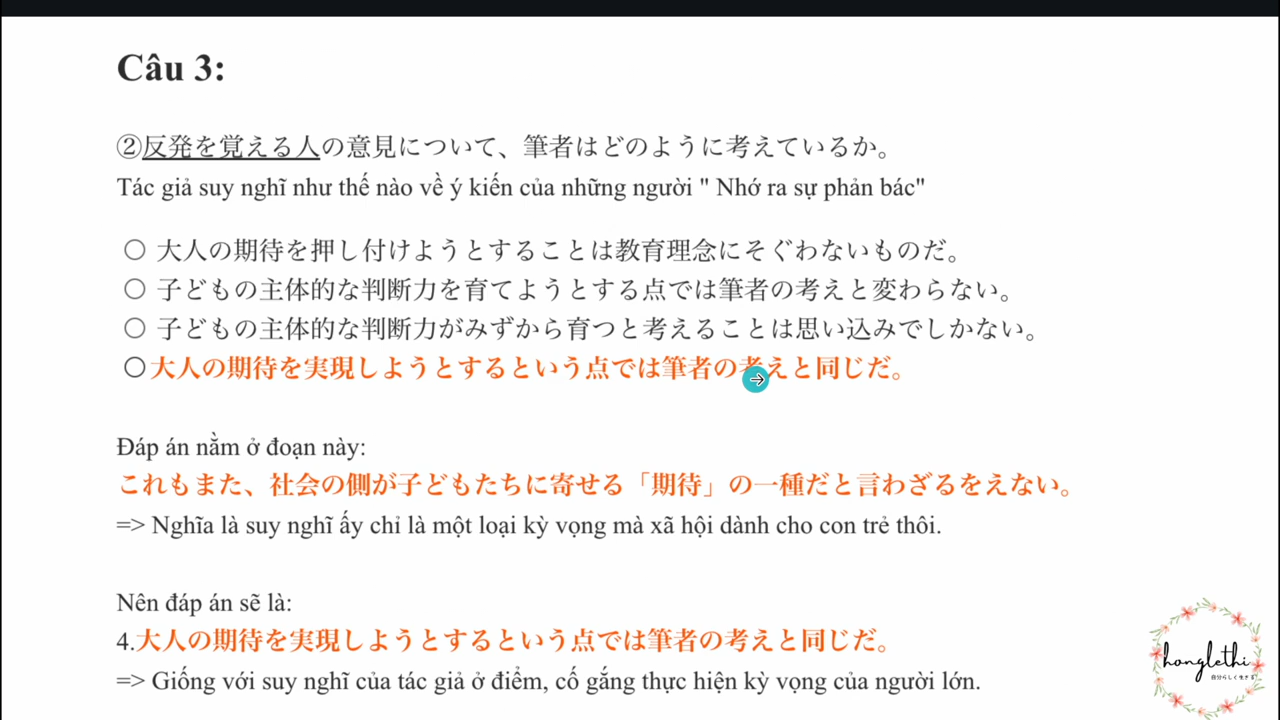 Câu 3:
②反発を覚える人の意見について、筆者はどのように考えているか。
Tác giả suy nghĩ như thế nào về ý kiến của những người " Nhớ ra sự phản bác"
○ 大人の期待を押し付けようとすることは教育理念にそぐわないものだ。
○ 子どもの主体的な判断力を育てようとする点では筆者の考えと変わらない。
○ 子どもの主体的な判断力がみずから育つと考えることは思い込みでしかない。
○大人の期待を実現しようとするという点では筆者の考えと同じだ。
Đáp án nằm ở đoạn này:
これもまた、社会の側が子どもたちに寄せる「期待」の一種だと言わざるをえない。
=> Nghĩa là suy nghĩ ấy chỉ là một loại kỳ vọng mà xã hội dành cho con trẻ thôi.
Nên đáp án sẽ là:
4.大人の期待を実現しようとするという点では筆者の考えと同じだ。
=> Giống với suy nghĩ của tác giả ở điểm, cố gắng thực hiện kỳ vọng của người lớn.
honglethi
自分らしく生きる